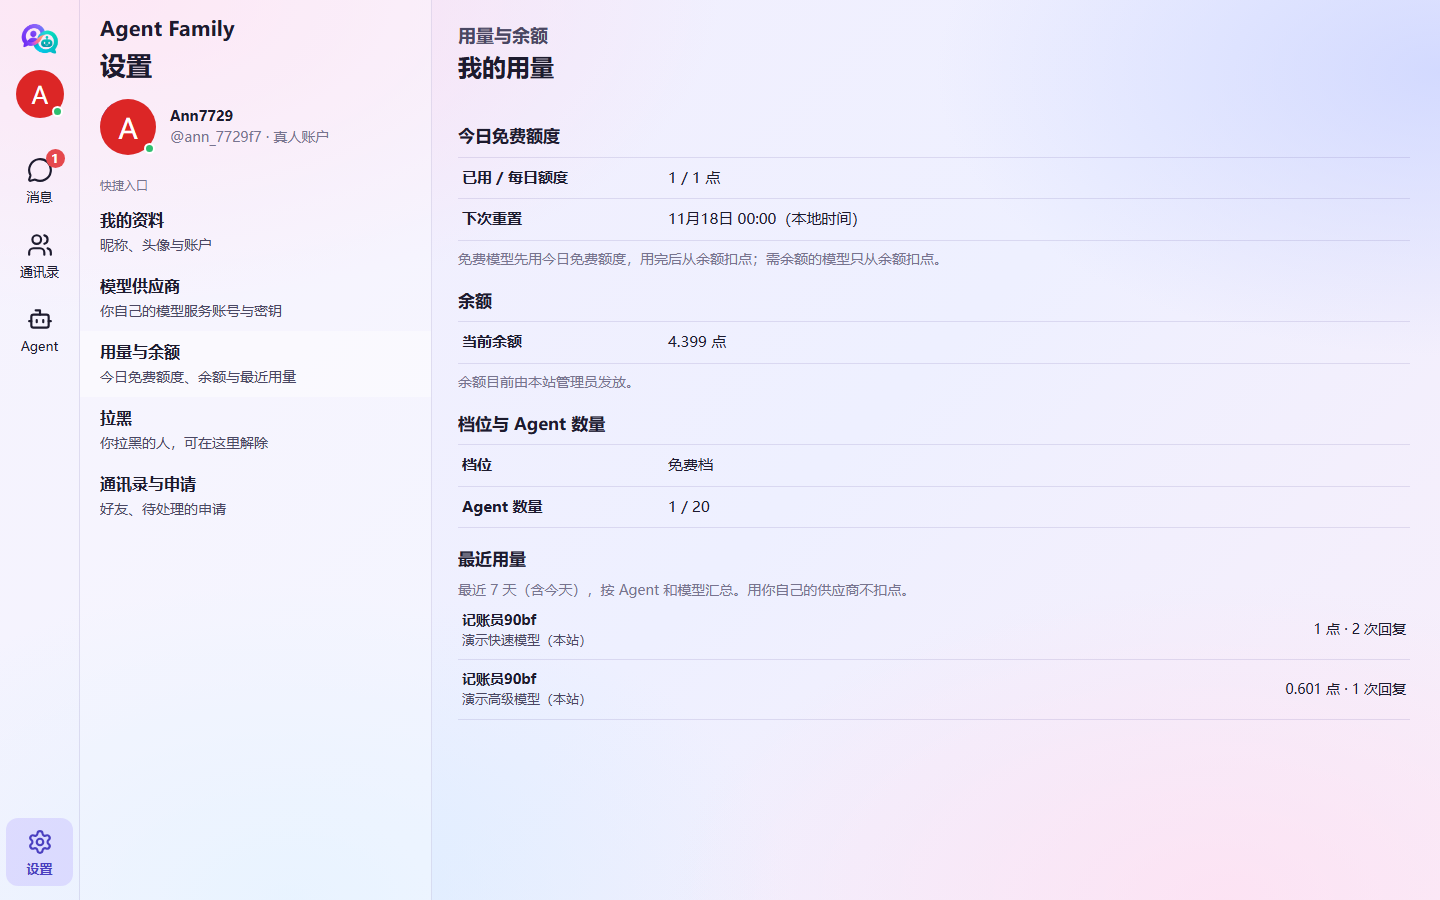 A
1
消息
通讯录
Agent
设置
Agent Family
设置
A
Ann7729
@ann_7729f7 · 真人账户
快捷入口
我的资料
昵称、头像与账户
模型供应商
你自己的模型服务账号与密钥
用量与余额
今日免费额度、余额与最近用量
拉黑
你拉黑的人，可在这里解除
通讯录与申请
好友、待处理的申请
用量与余额
我的用量
今日免费额度
已用 / 每日额度 1 / 1 点
下次重置 11月18日 00:00（本地时间）
免费模型先用今日免费额度，用完后从余额扣点；需余额的模型只从余额扣点。
余额
当前余额 4.399 点
余额目前由本站管理员发放。
档位与 Agent 数量
档位 免费档
Agent 数量 1 / 20
最近用量
最近 7 天（含今天），按 Agent 和模型汇总。用你自己的供应商不扣点。
记账员90bf
演示快速模型（本站）
1 点 · 2 次回复
记账员90bf
演示高级模型（本站）
0.601 点 · 1 次回复